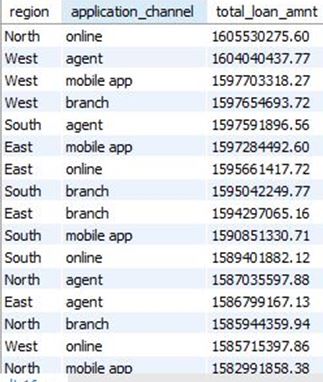 region application_channel total_loan_amnt
North online 1605530275.60
West agent 1604040437.77
West mobile app 1597703318.27
West branch 1597654693.72
South agent 1597591896.56
East mobile app 1597284492.60
East online 1595661417.72
South branch 1595042249.77
East branch 1594297065.16
South mobile app 1590851330.71
South online 1589401882.12
North agent 1587035597.88
East agent 1586799167.13
North branch 1585944359.94
West online 1585715397.86
North mobile app 1582991858.38